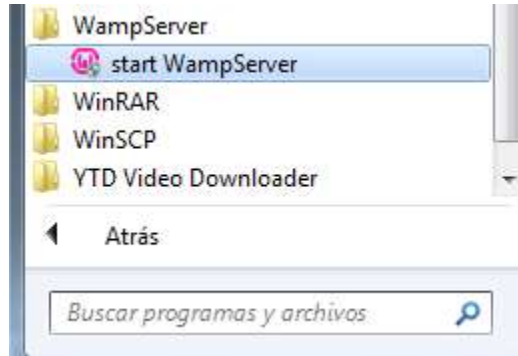 WampServer
start WampServer
WinRAR
WinSCP
YTD Video Downloader
Atrás
Buscar programas y archivos